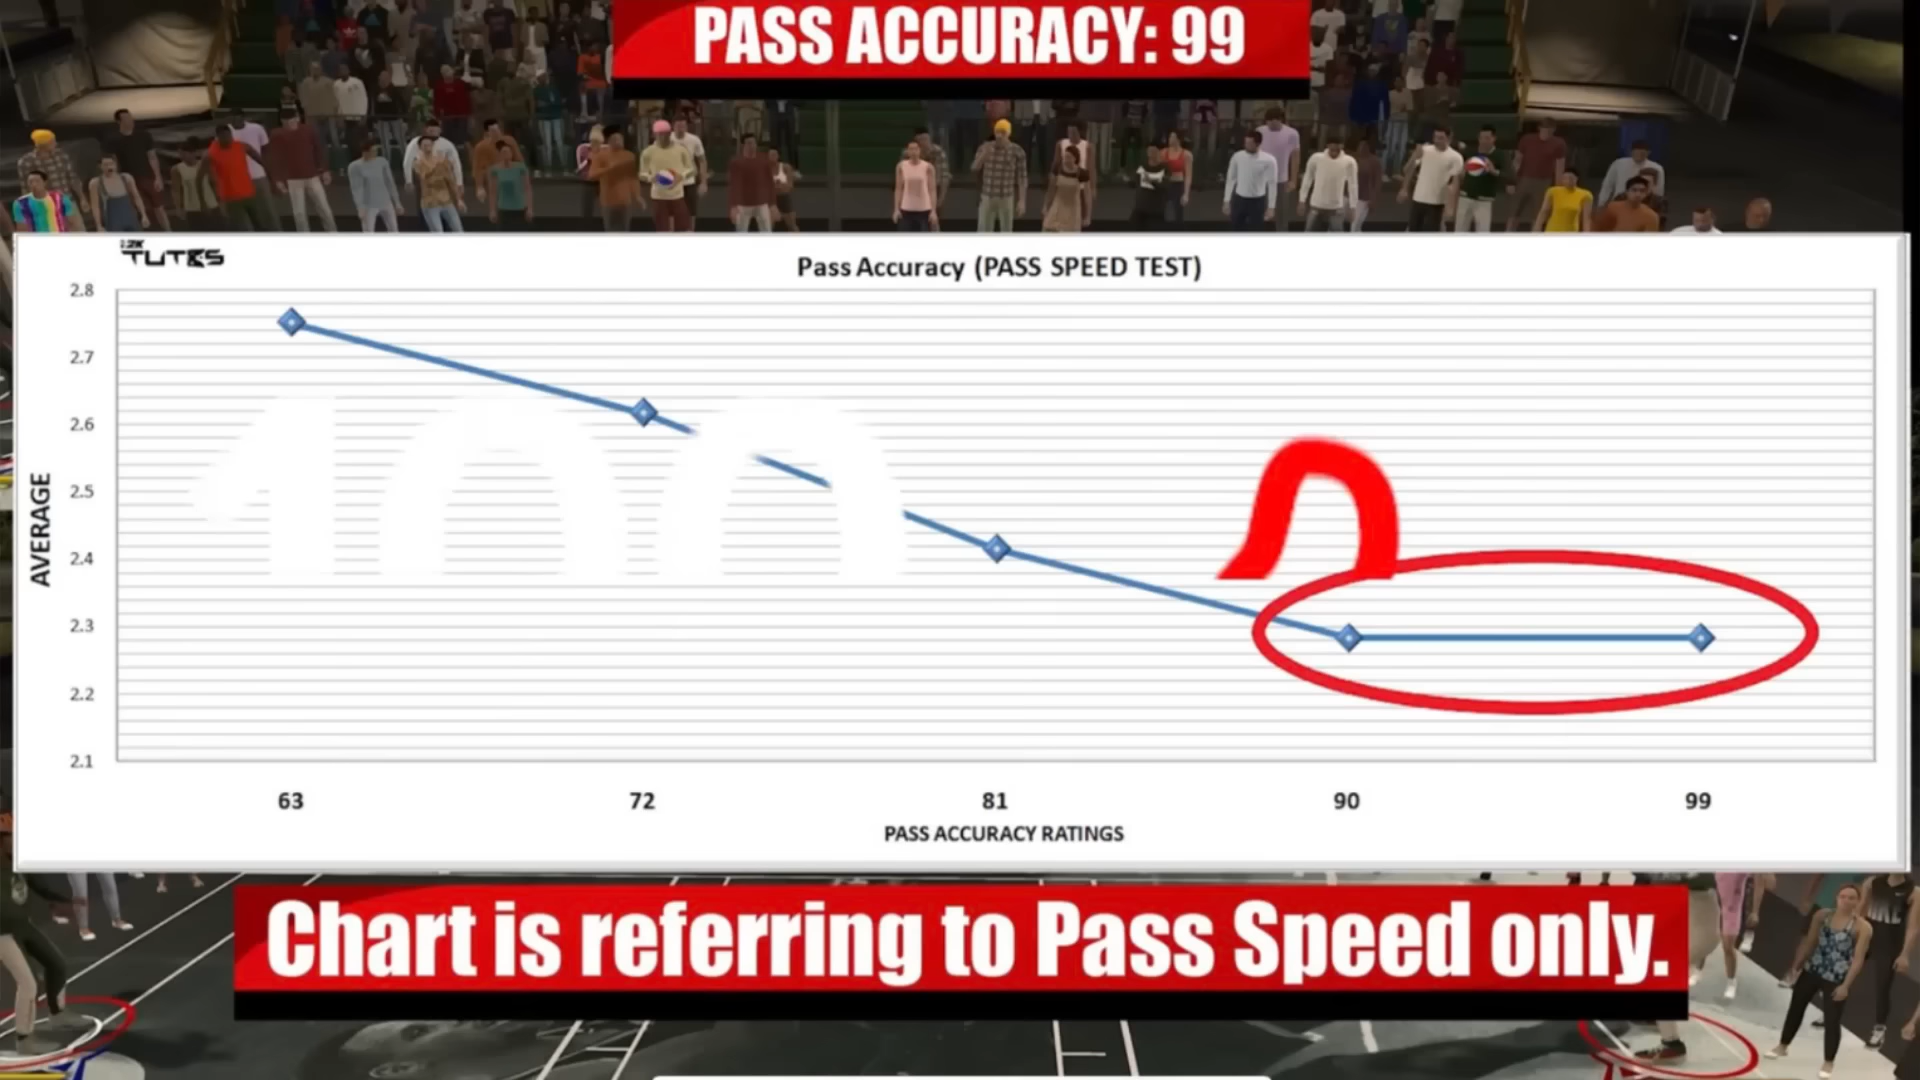 PASS ACCURACY: 99
2K
TUTES
Pass Accuracy (PASS SPEED TEST)
2.8
2.7
2.6
2.5
2.4
2.3
2.2
2.1
AVERAGE
63 72 81 90 99
PASS ACCURACY RATINGS
Chart is referring to Pass Speed only.